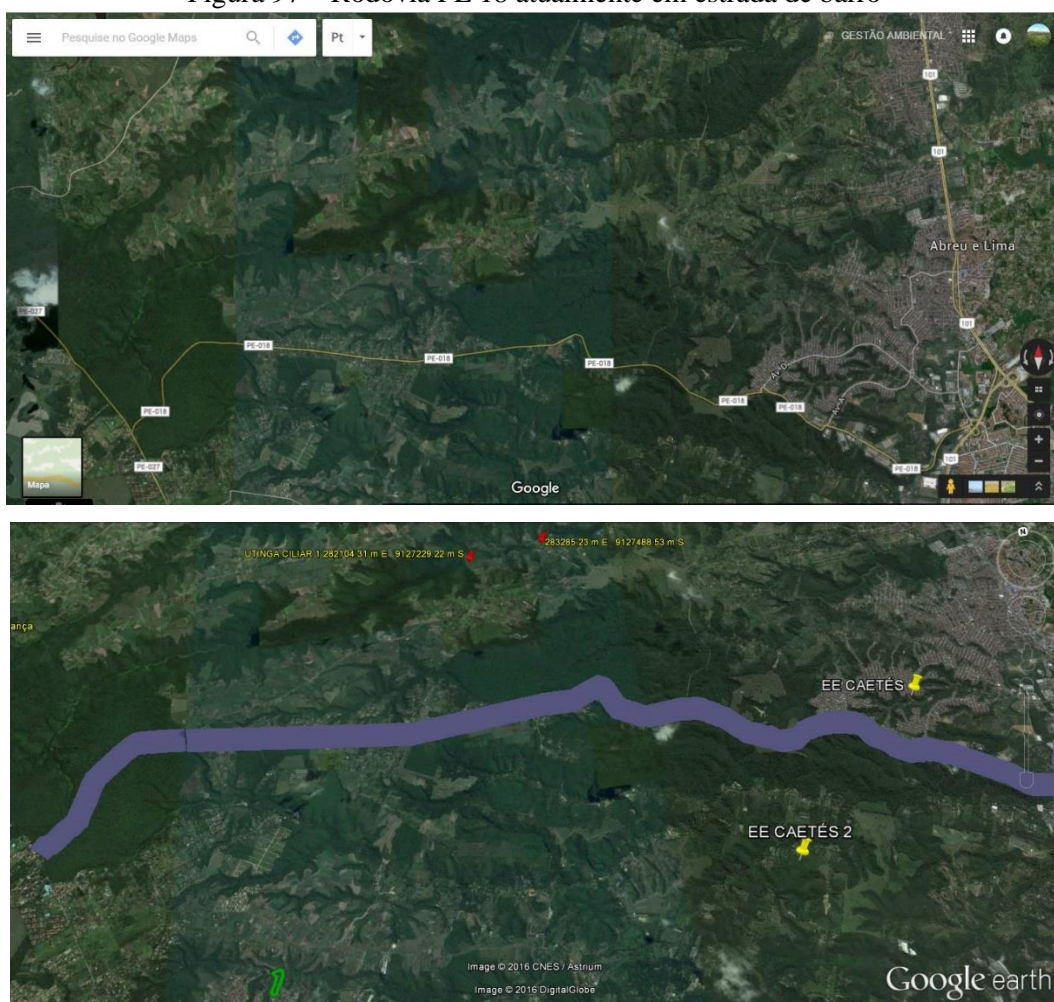 Figura 97 – Rodovia PE 18 atualmente em estrada de barro
Pesquise no Google Maps
Pt
GESTÃO AMBIENTAL
101
101
Abreu e Lima
PE-027
101
PE-018
PE-018
PE-018
Av. D
PE-018
PE-018
PE-018
PE-027
101
PE-018
Mapa
Google
UTINGA CILIAR 1 282104.31 m E 9127229.22 m S
283285.23 m E 9127488.53 m S
ança
EE CAETÉS
EE CAETÉS 2
Image © 2016 CNES / Astrium
Image © 2016 DigitalGlobe
Google earth